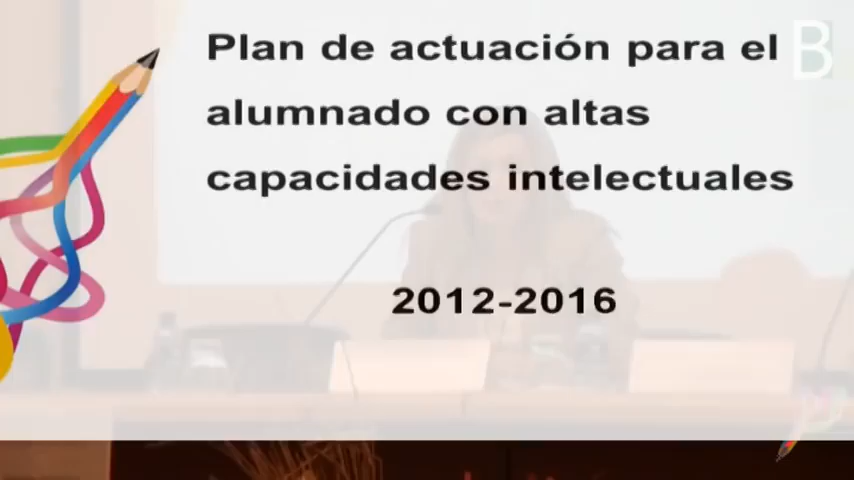 Plan de actuación para el
alumnado con altas
capacidades intelectuales
2012-2016
B